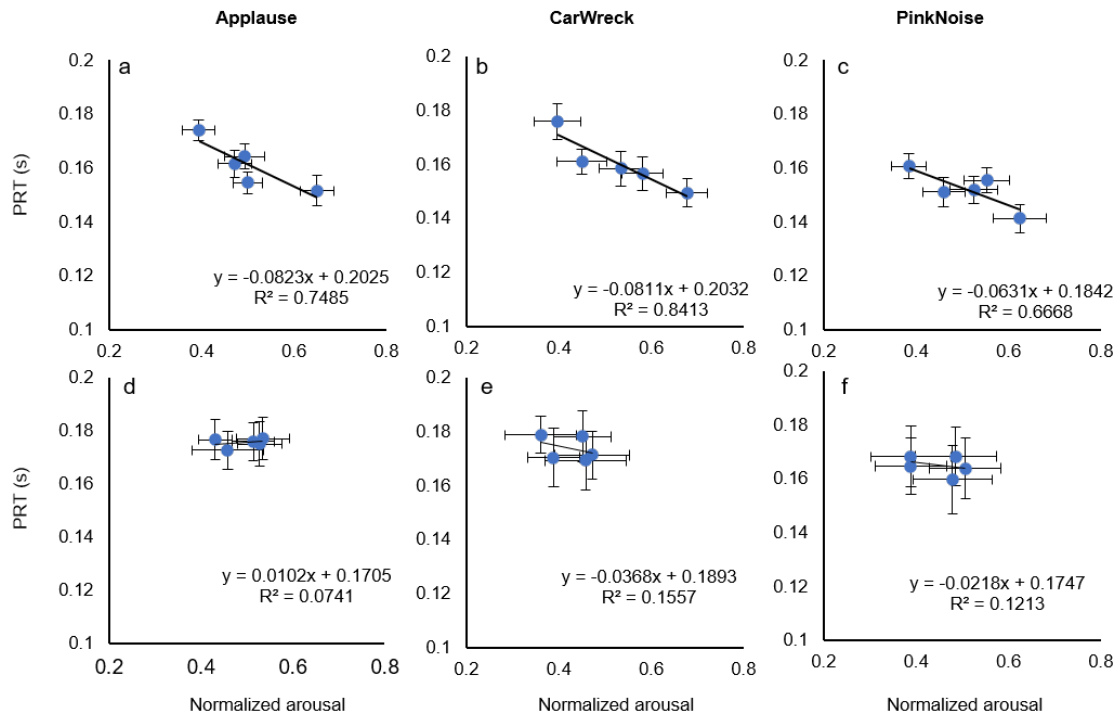 Applause
CarWreck
PinkNoise
a
b
c
PRT (s)
0.2
0.18
0.16
0.14
0.12
0.1
0.2
0.18
0.16
0.14
0.12
0.1
0.2
0.18
0.16
0.14
0.12
0.1
y = -0.0823x + 0.2025
R² = 0.7485
y = -0.0811x + 0.2032
R² = 0.8413
y = -0.0631x + 0.1842
R² = 0.6668
0.2 0.4 0.6 0.8
0.2 0.4 0.6 0.8
0.2 0.4 0.6 0.8
d
e
f
PRT (s)
0.2
0.18
0.16
0.14
0.12
0.1
0.2
0.18
0.16
0.14
0.12
0.1
0.2
0.18
0.16
0.14
0.12
0.1
y = 0.0102x + 0.1705
R² = 0.0741
y = -0.0368x + 0.1893
R² = 0.1557
y = -0.0218x + 0.1747
R² = 0.1213
0.2 0.4 0.6 0.8
0.2 0.4 0.6 0.8
0.2 0.4 0.6 0.8
Normalized arousal
Normalized arousal
Normalized arousal